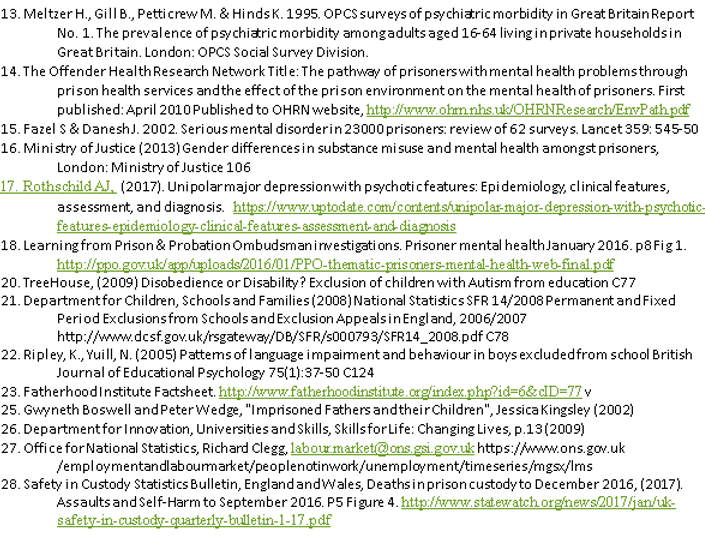 13. Meltzer H., Gill B., Petticrew M. & Hinds K. 1995. OPCS surveys of psychiatric morbidity in Great Britain Report
No. 1. The prevalence of psychiatric morbidity among adults aged 16-64 living in private households in
Great Britain. London: OPCS Social Survey Division.
14. The Offender Health Research Network Title: The pathway of prisoners with mental health problems through
prison health services and the effect of the prison environment on the mental health of prisoners. First
published: April 2010 Published to OHRN website, http://www.ohrn.nhs.uk/OHRNResearch/EnvPath.pdf
15. Fazel S & Danesh J. 2002. Serious mental disorder in 23000 prisoners: review of 62 surveys. Lancet 359: 545-50
16. Ministry of Justice (2013) Gender differences in substance misuse and mental health amongst prisoners,
London: Ministry of Justice 106
17. Rothschild AJ, (2017). Unipolar major depression with psychotic features: Epidemiology, clinical features,
assessment, and diagnosis. https://www.uptodate.com/contents/unipolar-major-depression-with-psychotic-
features-epidemiology-clinical-features-assessment-and-diagnosis
18. Learning from Prison & Probation Ombudsman investigations. Prisoner mental health January 2016. p8 Fig 1.
http://ppo.gov.uk/app/uploads/2016/01/PPO-thematic-prisoners-mental-health-web-final.pdf
20. TreeHouse, (2009) Disobedience or Disability? Exclusion of children with Autism from education C77
21. Department for Children, Schools and Families (2008) National Statistics SFR 14/2008 Permanent and Fixed
Period Exclusions from Schools and Exclusion Appeals in England, 2006/2007
http://www.dcsf.gov.uk/rsgateway/DB/SFR/s000793/SFR14_2008.pdf C78
22. Ripley, K., Yuill, N. (2005) Patterns of language impairment and behaviour in boys excluded from school British
Journal of Educational Psychology 75(1):37-50 C124
23. Fatherhood Institute Factsheet. http://www.fatherhoodinstitute.org/index.php?id=6&cID=77 v
25. Gwyneth Boswell and Peter Wedge, "Imprisoned Fathers and their Children", Jessica Kingsley (2002)
26. Department for Innovation, Universities and Skills, Skills for Life: Changing Lives, p.13 (2009)
27. Office for National Statistics, Richard Clegg, labour.market@ons.gsi.gov.uk https://www.ons.gov.uk
/employmentandlabourmarket/peoplenotinwork/unemployment/timeseries/mgsx/lms
28. Safety in Custody Statistics Bulletin, England and Wales, Deaths in prison custody to December 2016, (2017).
Assaults and Self-Harm to September 2016. P5 Figure 4. http://www.statewatch.org/news/2017/jan/uk-
safety-in-custody-quarterly-bulletin-1-17.pdf